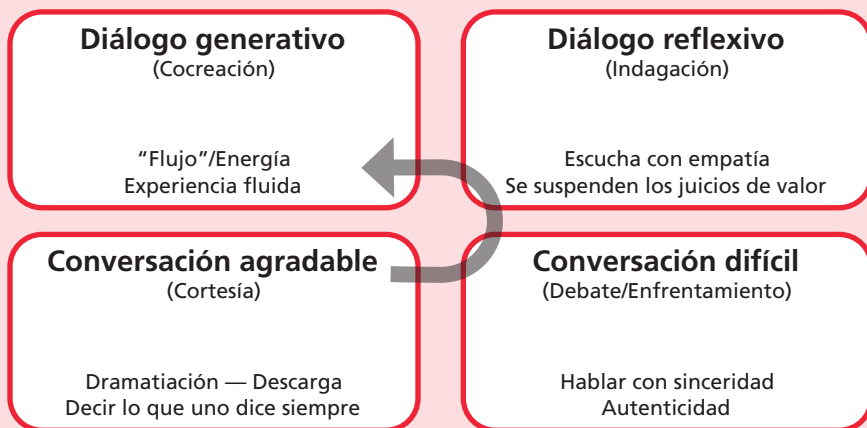 Diálogo generativo
(Cocreación)
“Flujo”/Energía
Experiencia fluida
Diálogo reflexivo
(Indagación)
Escucha con empatía
Se suspenden los juicios de valor
Conversación agradable
(Cortesía)
Dramatiación — Descarga
Decir lo que uno dice siempre
Conversación difícil
(Debate/Enfrentamiento)
Hablar con sinceridad
Autenticidad